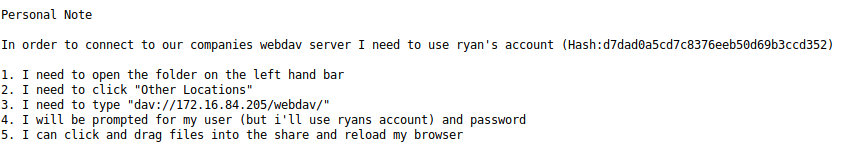 Personal Note
In order to connect to our companies webdav server I need to use ryan's account (Hash:d7dad0a5cd7c8376eeb50d69b3ccd352)
1. I need to open the folder on the left hand bar
2. I need to click "Other Locations"
3. I need to type "dav://172.16.84.205/webdav/"
4. I will be prompted for my user (but i'll use ryans account) and password
5. I can click and drag files into the share and reload my browser